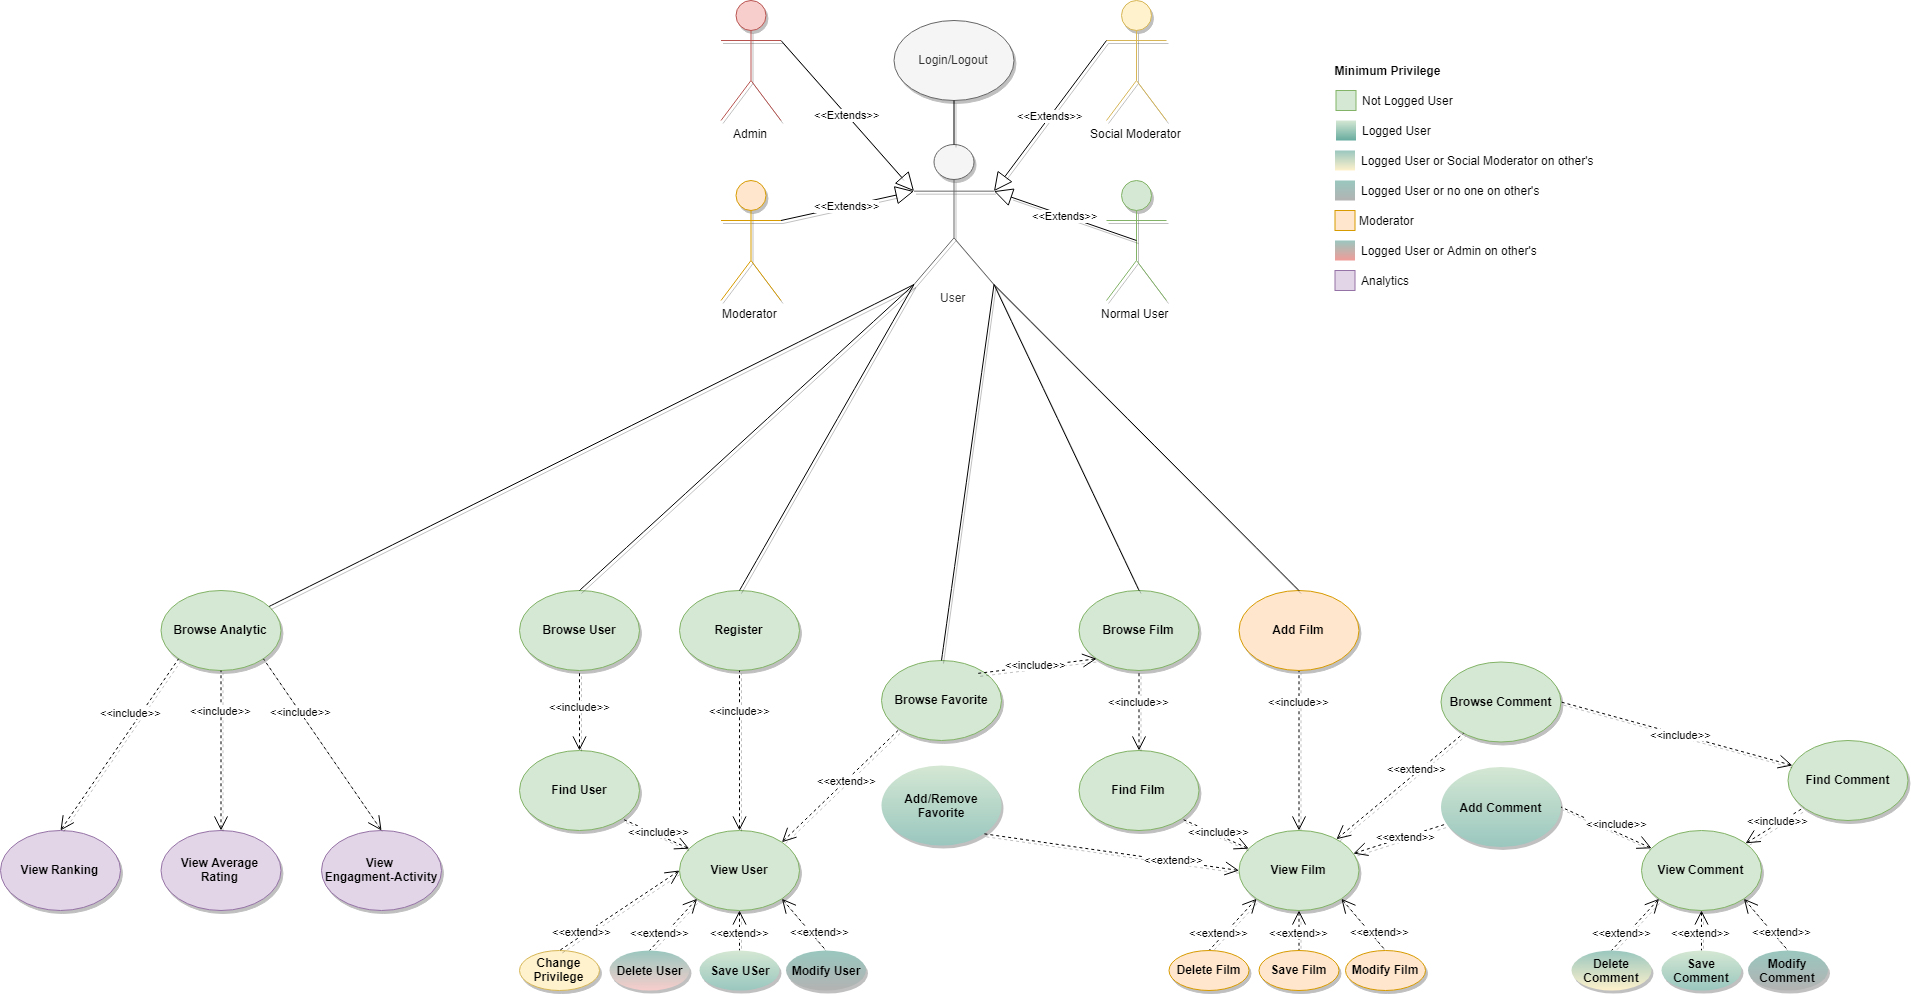 Login/Logout
Minimum Privilege
Not Logged User
<<Extends>>
<<Extends>>
Admin
Social Moderator
Logged User
Logged User or Social Moderator on other's
Logged User or no one on other's
<<Extends>>
<<Extends>>
Moderator
Logged User or Admin on other's
Analytics
User
Moderator
Normal User
Browse Analytic
Browse User
Register
Browse Film
Add Film
<<include>>
Browse Favorite
Browse Comment
<<include>>
<<include>>
<<include>>
<<include>>
<<include>>
<<include>>
<<include>>
<<include>>
<<extend>>
<<extend>>
Find User
Find Film
Find Comment
Add/Remove
Favorite
Add Comment
<<include>>
<<include>>
<<include>>
<<include>>
<<extend>>
<<extend>>
View Ranking
View Average
Rating
View
Engagment-Activity
View User
View Film
View Comment
<<extend>>
<<extend>>
<<extend>>
<<extend>>
<<extend>>
<<extend>>
<<extend>>
<<extend>>
<<extend>>
<<extend>>
Change
Privilege
Delete User
Save USer
Modify User
Delete Film
Save Film
Modify Film
Delete
Comment
Save
Comment
Modify
Comment